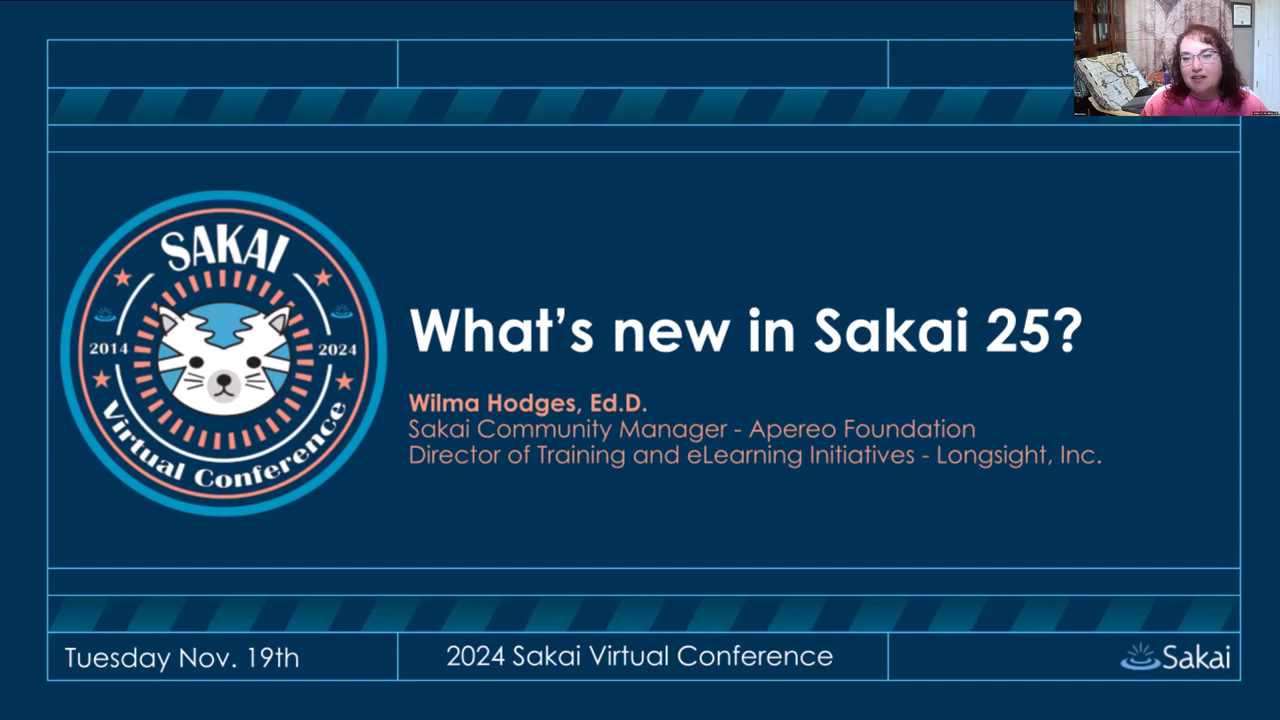 SAKAI
2014
2024
Virtual Conference
What's new in Sakai 25?
Wilma Hodges, Ed.D.
Sakai Community Manager - Apereo Foundation
Director of Training and eLearning Initiatives - Longsight, Inc.
Tuesday Nov. 19th
2024 Sakai Virtual Conference
Sakai